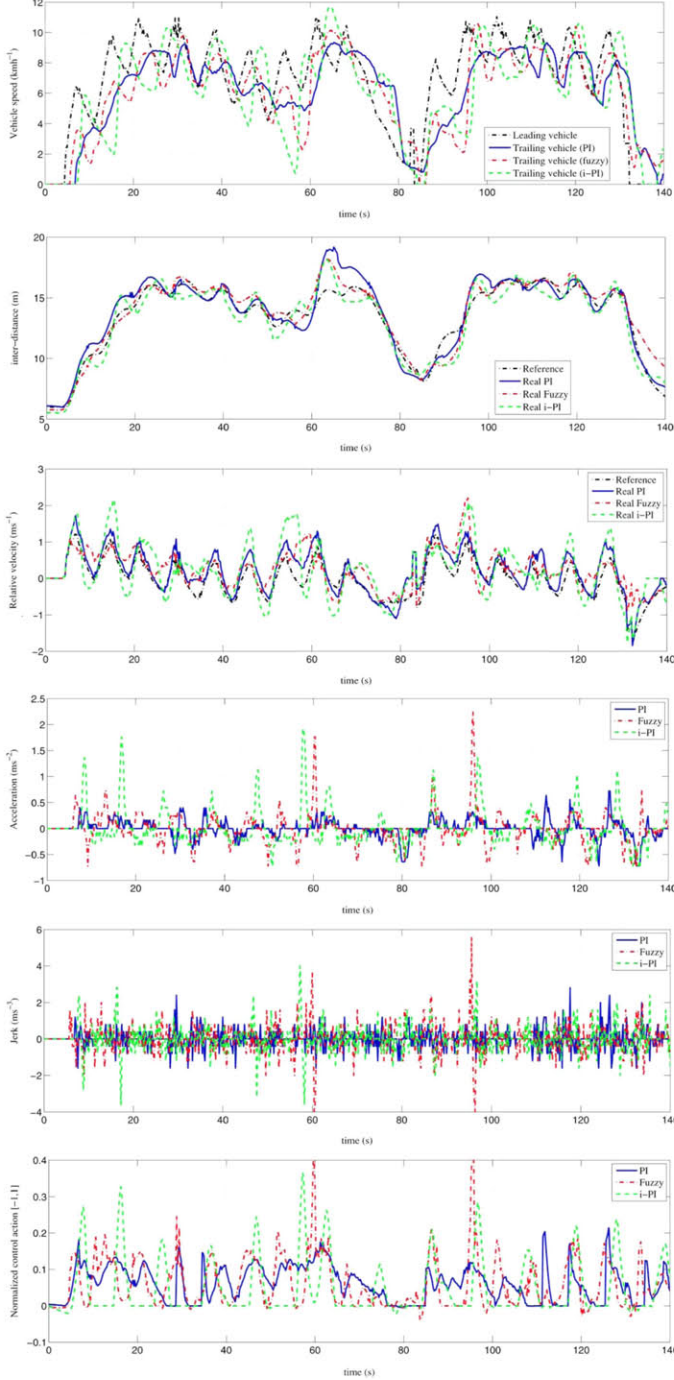 12
10
8
6
4
2
0
Vehicle speed (kmh⁻¹)
Leading vehicle
Trailing vehicle (PI)
Trailing vehicle (fuzzy)
Trailing vehicle (i-PI)
0 20 40 60 80 100 120 140
time (s)
20
15
10
5
inter-distance (m)
Reference
Real PI
Real Fuzzy
Real i-PI
0 20 40 60 80 100 120 140
time (s)
3
2
1
0
-1
-2
Relative velocity (ms⁻¹)
Reference
Real PI
Real Fuzzy
Real i-PI
0 20 40 60 80 100 120 140
time (s)
2.5
2
1.5
1
0.5
0
-0.5
-1
Acceleration (ms⁻²)
PI
Fuzzy
i-PI
0 20 40 60 80 100 120 140
time (s)
6
4
2
0
-2
-4
Jerk (ms⁻³)
PI
Fuzzy
i-PI
0 20 40 60 80 100 120 140
time (s)
0.4
0.3
0.2
0.1
0
-0.1
Normalized control action [-1,1]
PI
Fuzzy
i-PI
0 20 40 60 80 100 120 140
time (s)